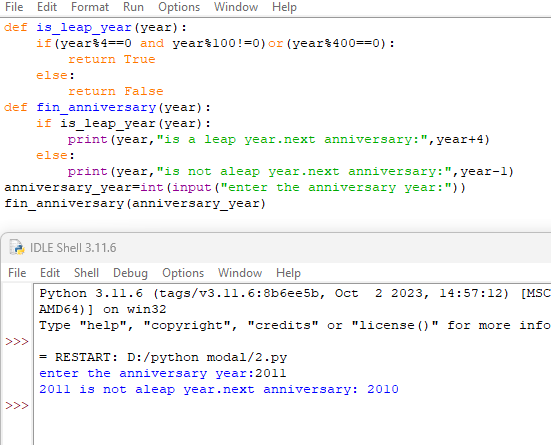 File Edit Format Run Options Window Help
def is_leap_year(year):
    if(year%4==0 and year%100!=0)or(year%400==0):
        return True
    else:
        return False
def fin_anniversary(year):
    if is_leap_year(year):
        print(year,"is a leap year.next anniversary:",year+4)
    else:
        print(year,"is not aleap year.next anniversary:",year-1)
anniversary_year=int(input("enter the anniversary year:"))
fin_anniversary(anniversary_year)
IDLE Shell 3.11.6
File Edit Shell Debug Options Window Help
Python 3.11.6 (tags/v3.11.6:8b6ee5b, Oct  2 2023, 14:57:12) [MSC
AMD64)] on win32
Type "help", "copyright", "credits" or "license()" for more info
>>>
= RESTART: D:/python modal/2.py
enter the anniversary year:2011
2011 is not aleap year.next anniversary: 2010
>>>